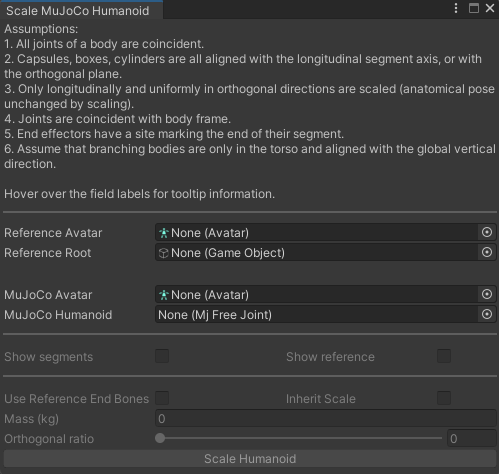 Scale MuJoCo Humanoid
Assumptions:
1. All joints of a body are coincident.
2. Capsules, boxes, cylinders are all aligned with the longitudinal segment axis, or with
the orthogonal plane.
3. Only longitudinally and uniformly in orthogonal directions are scaled (anatomical pose
unchanged by scaling).
4. Joints are coincident with body frame.
5. End effectors have a site marking the end of their segment.
6. Assume that branching bodies are only in the torso and aligned with the global vertical
direction.
Hover over the field labels for tooltip information.
Reference Avatar None (Avatar)
Reference Root None (Game Object)
MuJoCo Avatar None (Avatar)
MuJoCo Humanoid None (Mj Free Joint)
Show segments Show reference
Use Reference End Bones Inherit Scale
Mass (kg) 0
Orthogonal ratio 0
Scale Humanoid